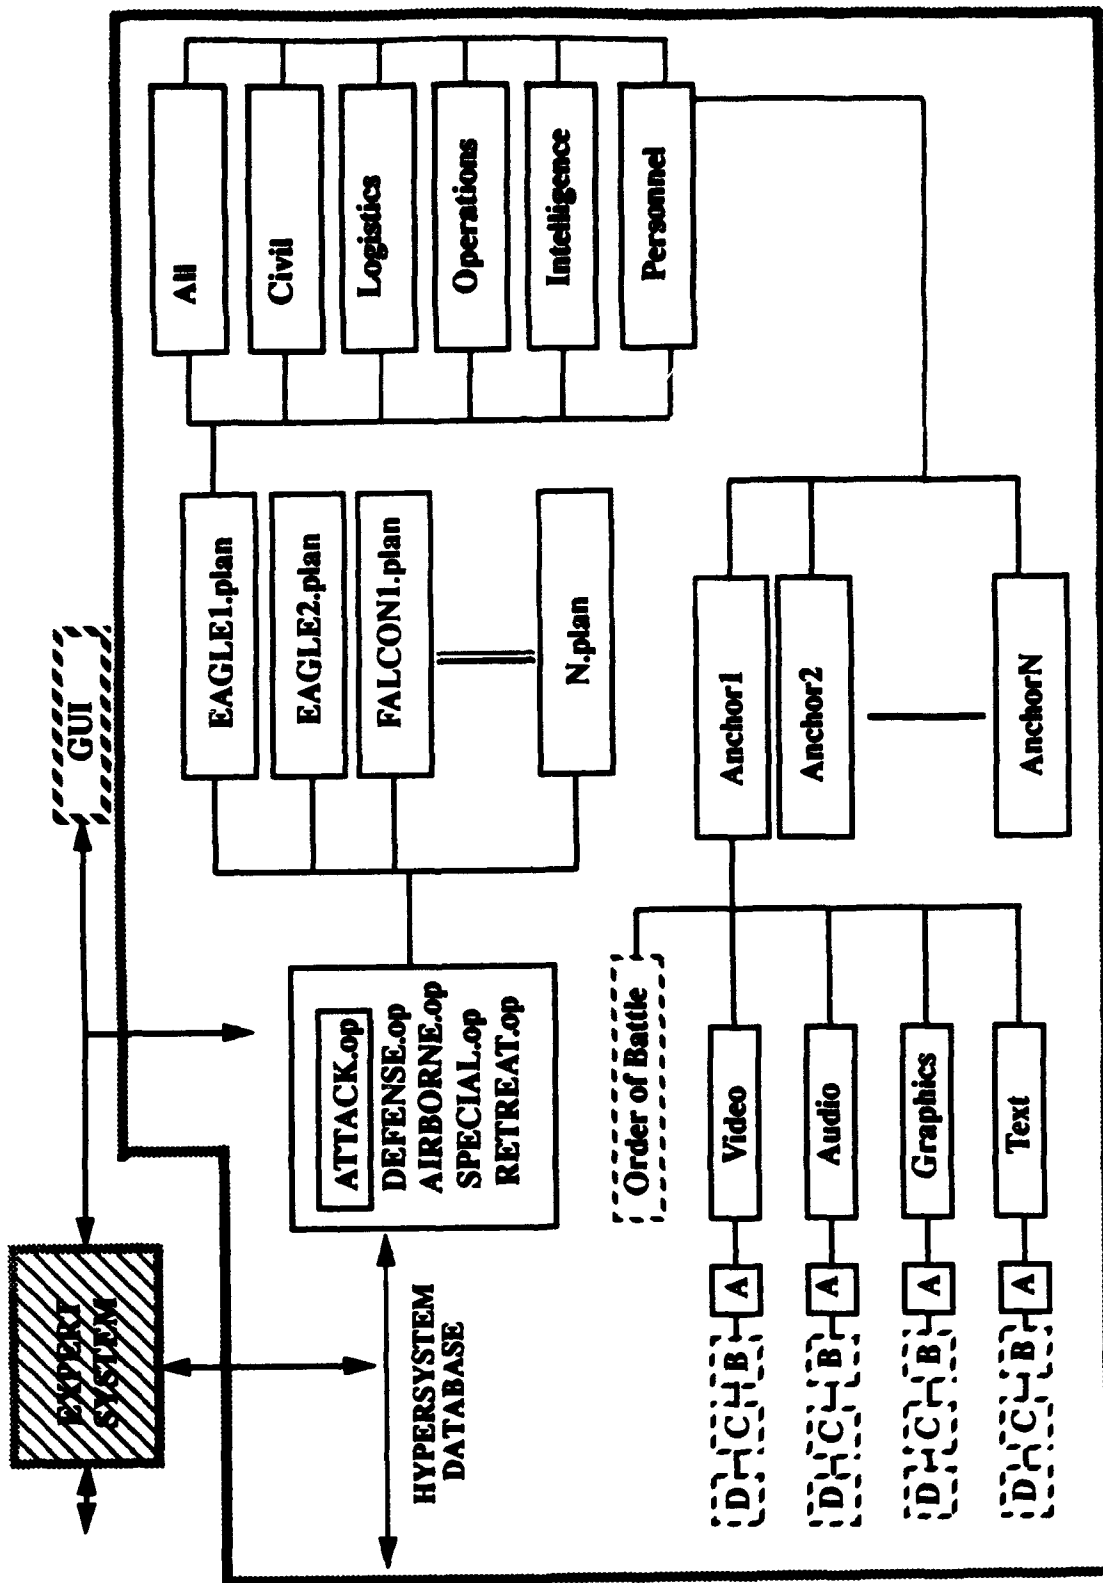 EXPERT
SYSTEM
GUI
HYPERSYSTEM
DATABASE
ATTACK.op
DEFENSE.op
AIRBORNE.op
SPECIAL.op
RETREAT.op
EAGLE1.plan
EAGLE2.plan
FALCON1.plan
N.plan
All
Civil
Logistics
Operations
Intelligence
Personnel
Order of Battle
D C B A Video
D C B A Audio
D C B A Graphics
D C B A Text
Anchor1
Anchor2
AnchorN